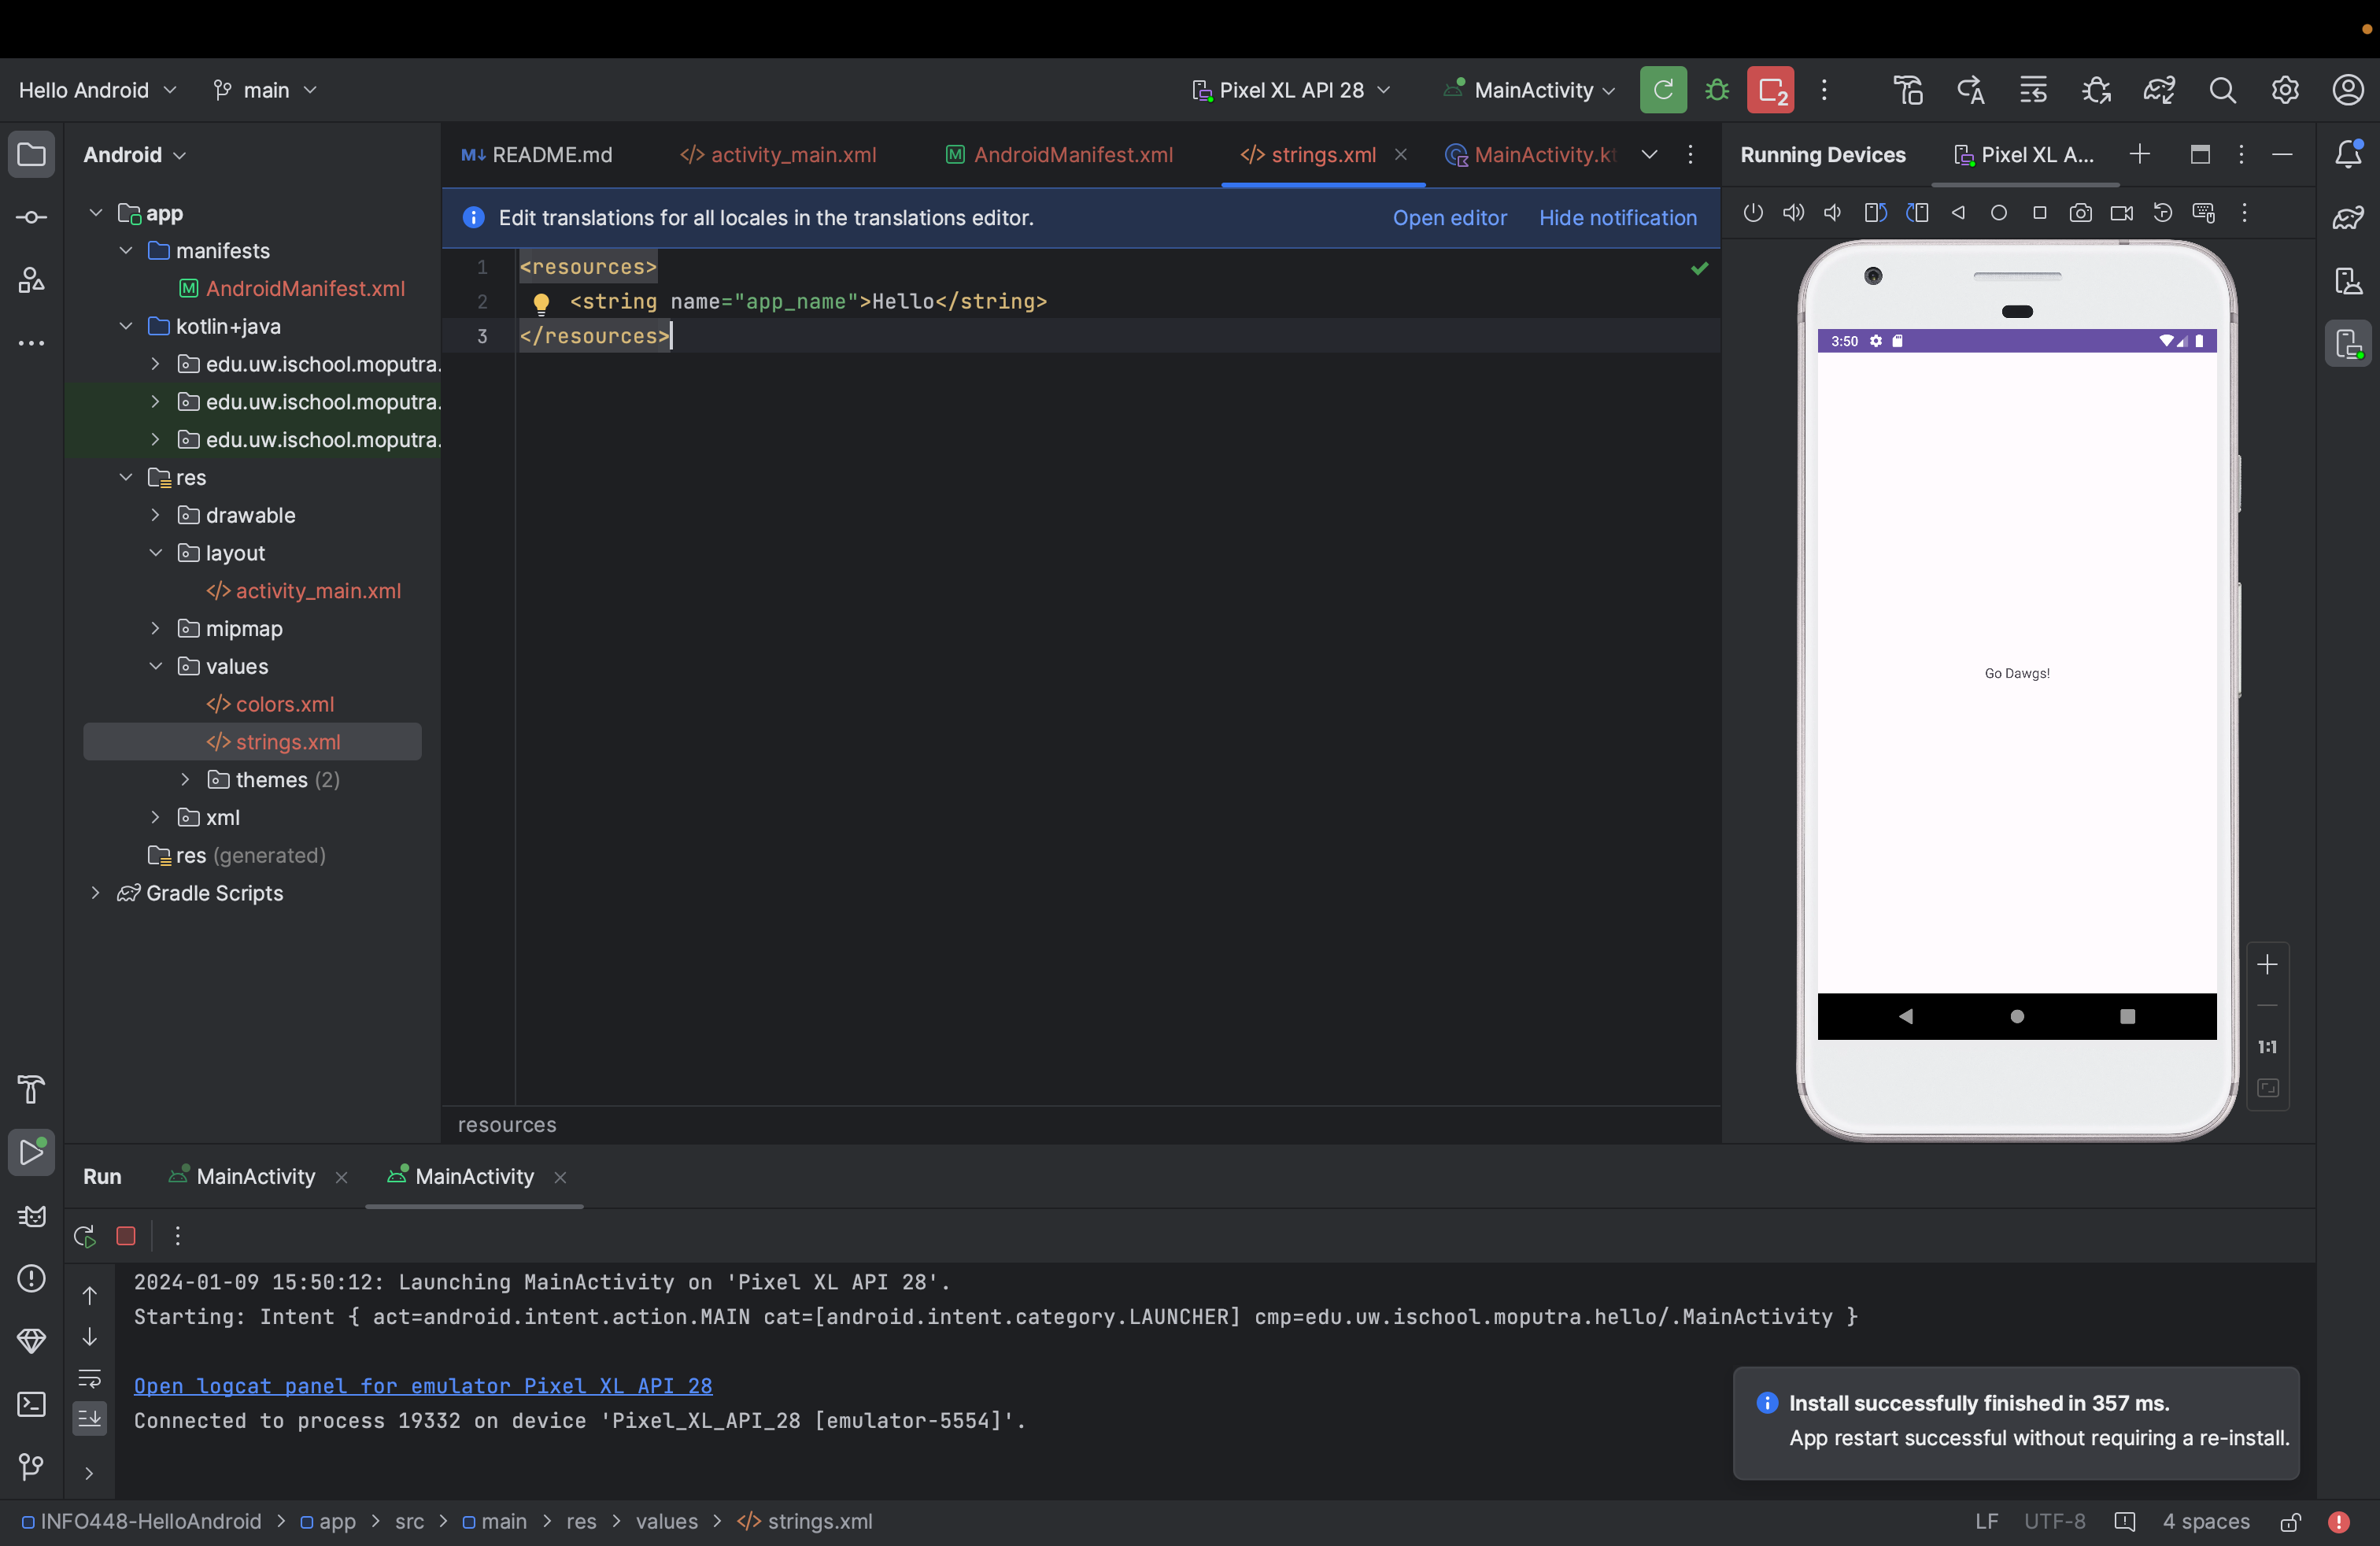 Hello Android
main
Pixel XL API 28
MainActivity
2
Android
README.md
activity_main.xml
AndroidManifest.xml
strings.xml
MainActivity.kt
Running Devices
Pixel XL A...
Edit translations for all locales in the translations editor.
Open editor
Hide notification
app
manifests
AndroidManifest.xml
kotlin+java
edu.uw.ischool.moputra.
edu.uw.ischool.moputra.
edu.uw.ischool.moputra.
res
drawable
layout
activity_main.xml
mipmap
values
colors.xml
strings.xml
themes (2)
xml
res (generated)
Gradle Scripts
1 <resources>
2 <string name="app_name">Hello</string>
3 </resources>
resources
3:50
Go Dawgs!
1:1
Run
MainActivity
MainActivity
2024-01-09 15:50:12: Launching MainActivity on 'Pixel XL API 28'.
Starting: Intent { act=android.intent.action.MAIN cat=[android.intent.category.LAUNCHER] cmp=edu.uw.ischool.moputra.hello/.MainActivity }
Open logcat panel for emulator Pixel XL API 28
Connected to process 19332 on device 'Pixel_XL_API_28 [emulator-5554]'.
Install successfully finished in 357 ms.
App restart successful without requiring a re-install.
INFO448-HelloAndroid > app > src > main > res > values > strings.xml
LF
UTF-8
4 spaces